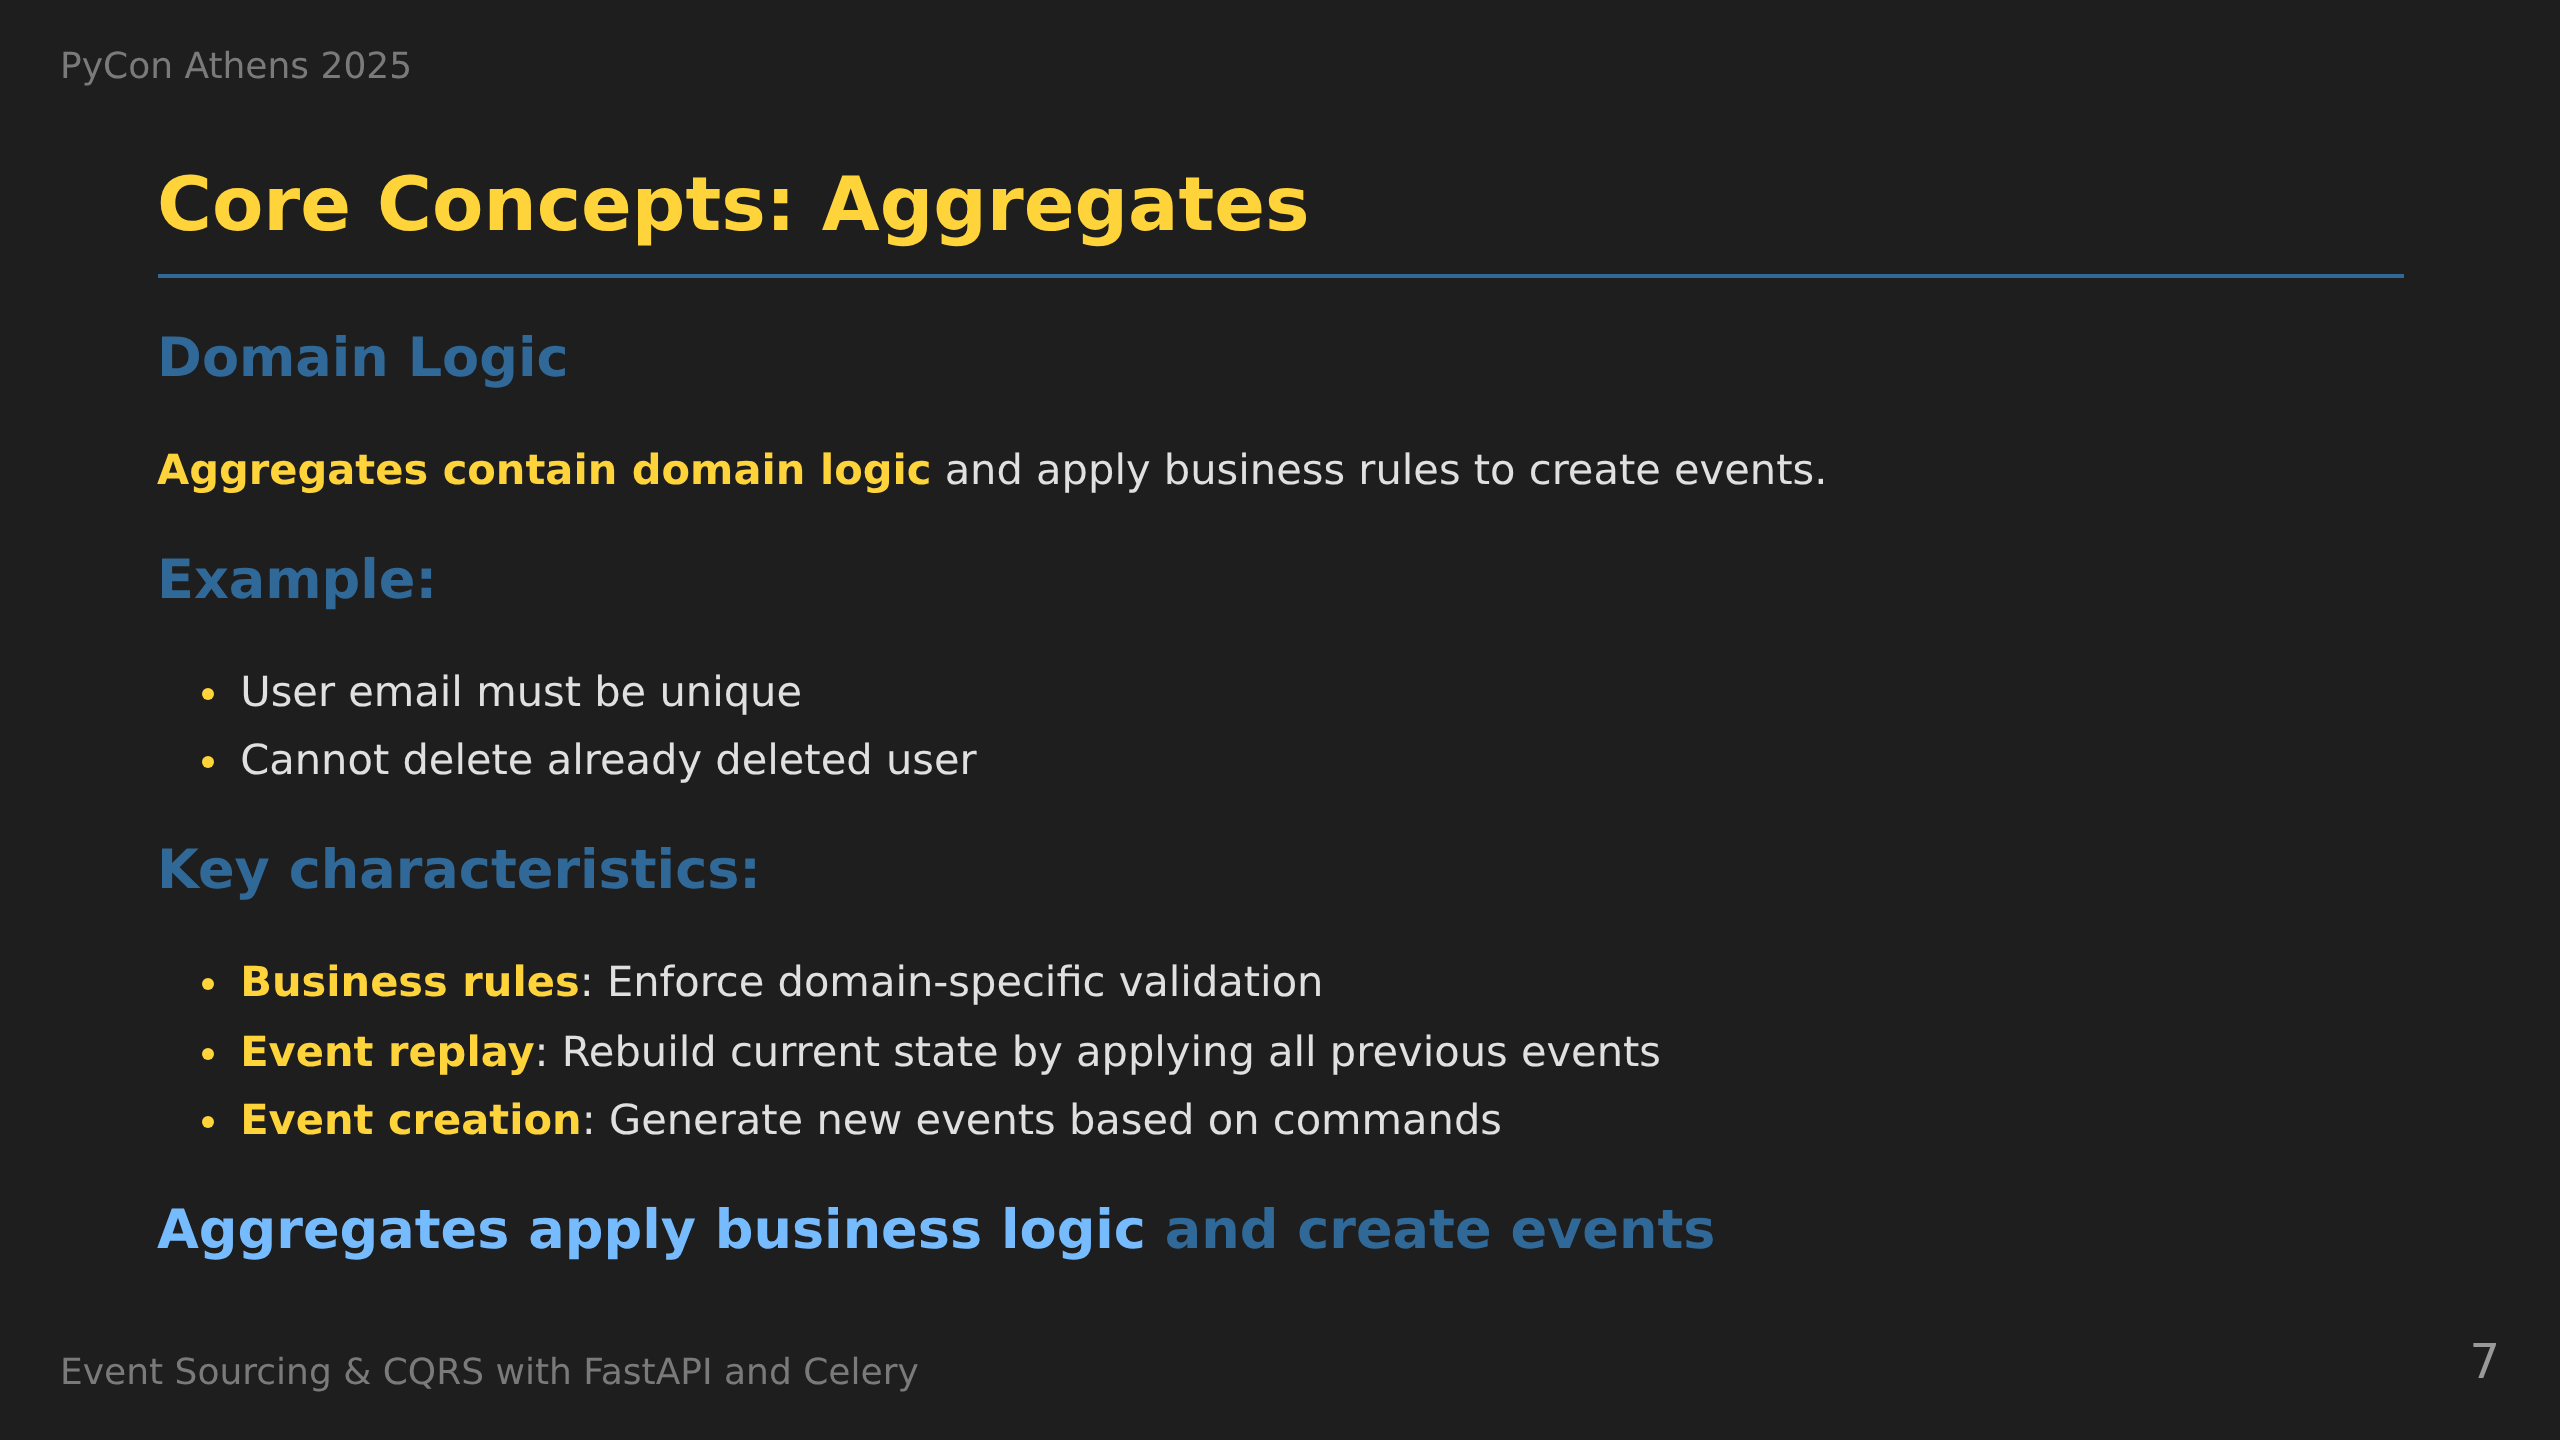 PyCon Athens 2025
Core Concepts: Aggregates
Domain Logic
Aggregates contain domain logic and apply business rules to create events.
Example:
• User email must be unique
• Cannot delete already deleted user
Key characteristics:
• Business rules: Enforce domain-specific validation
• Event replay: Rebuild current state by applying all previous events
• Event creation: Generate new events based on commands
Aggregates apply business logic and create events
Event Sourcing & CQRS with FastAPI and Celery
7